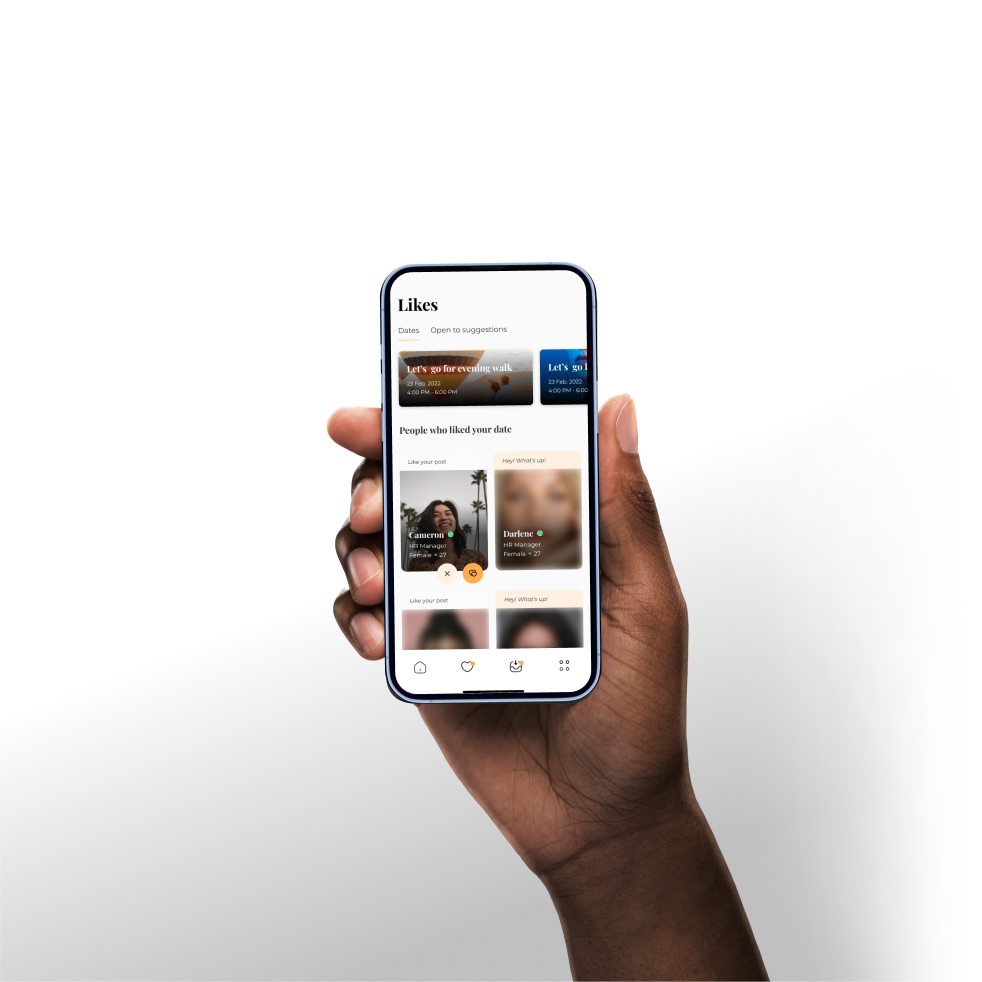 Likes
Dates Open to suggestions
Let's go for evening walk
23 Feb, 2022
4:00 PM - 6:00 PM
Let's go
23 Feb, 2022
4:00 PM - 6:00
People who liked your date
Like your post
Cameron
HR Manager
Female • 27
Hey! What's up!
Darlene
HR Manager
Female • 27
Like your post
Hey! What's up!